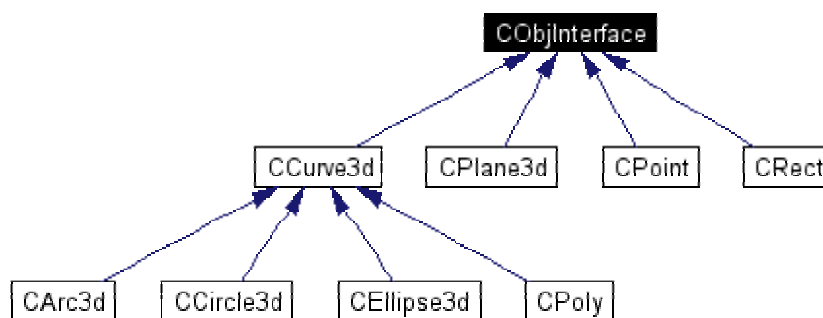 CObjInterface
CCurve3d
CPlane3d
CPoint
CRect
CArc3d
CCircle3d
CEllipse3d
CPoly